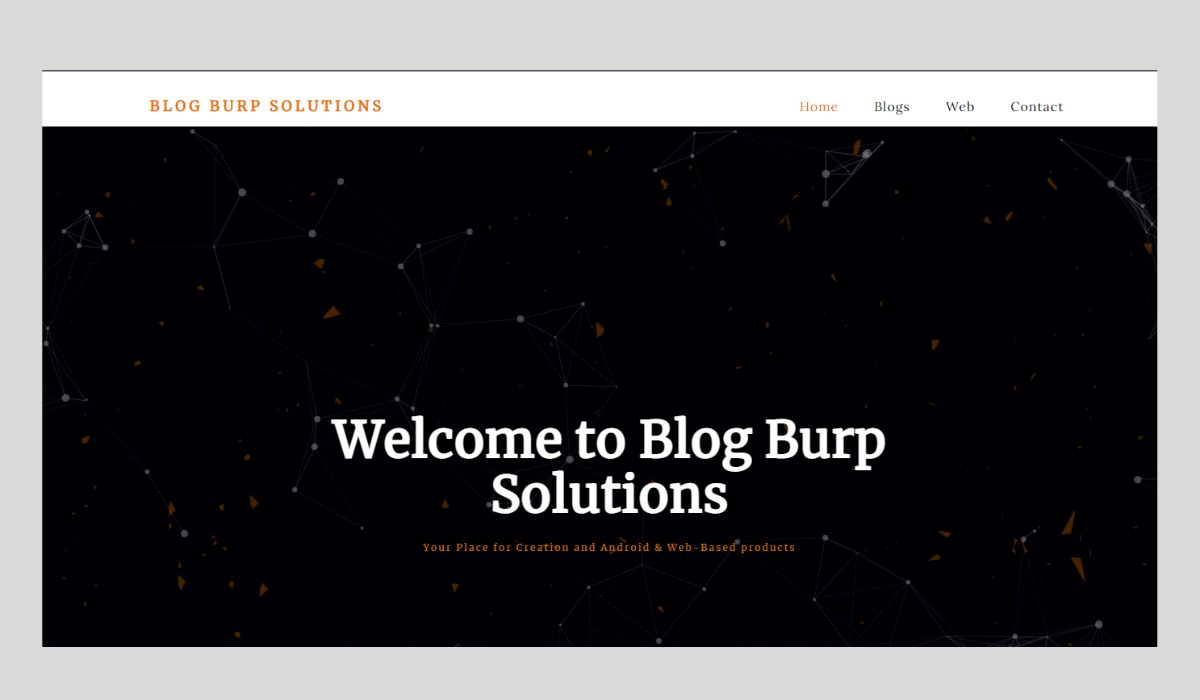 BLOG BURP SOLUTIONS
Home Blogs Web Contact
Welcome to Blog Burp
Solutions
Your Place for Creation and Android & Web-Based products